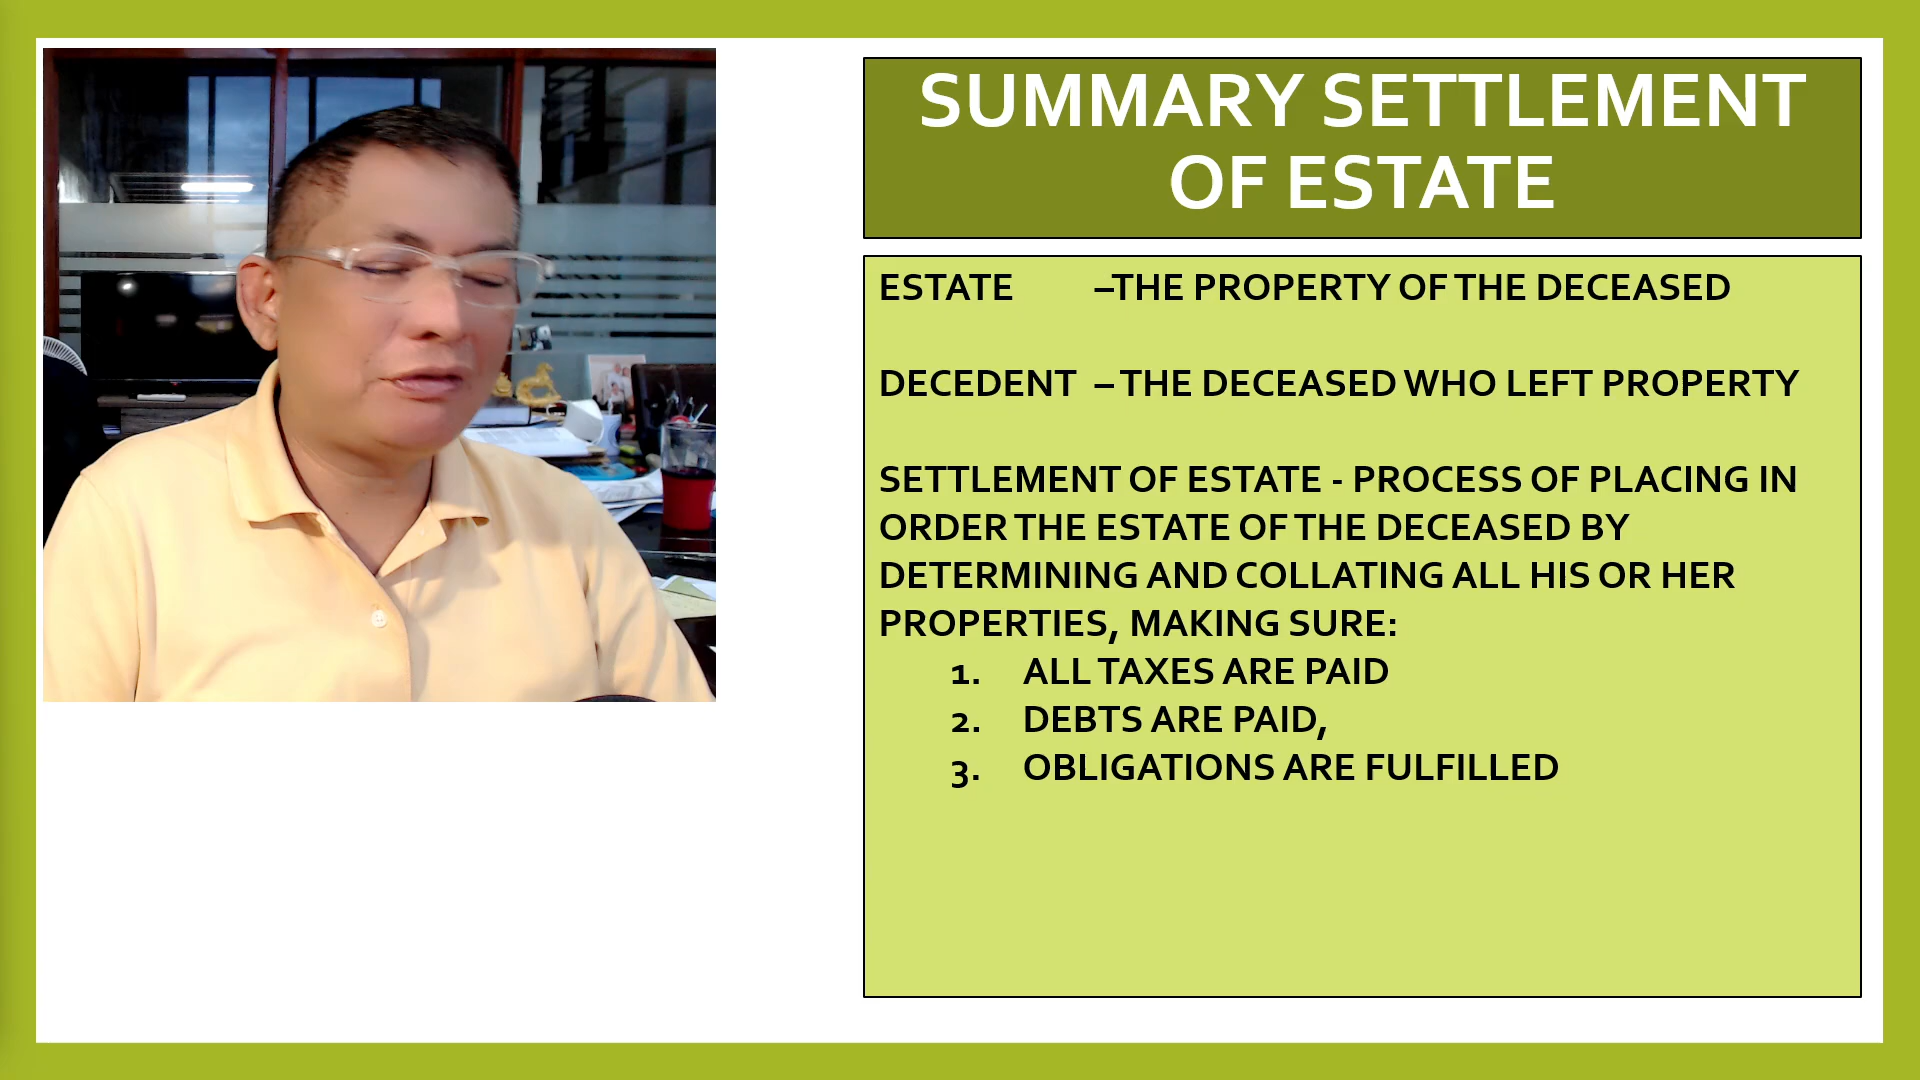 SUMMARY SETTLEMENT
OF ESTATE
ESTATE –THE PROPERTY OF THE DECEASED
DECEDENT – THE DECEASED WHO LEFT PROPERTY
SETTLEMENT OF ESTATE - PROCESS OF PLACING IN
ORDER THE ESTATE OF THE DECEASED BY
DETERMINING AND COLLATING ALL HIS OR HER
PROPERTIES, MAKING SURE:
1. ALL TAXES ARE PAID
2. DEBTS ARE PAID,
3. OBLIGATIONS ARE FULFILLED